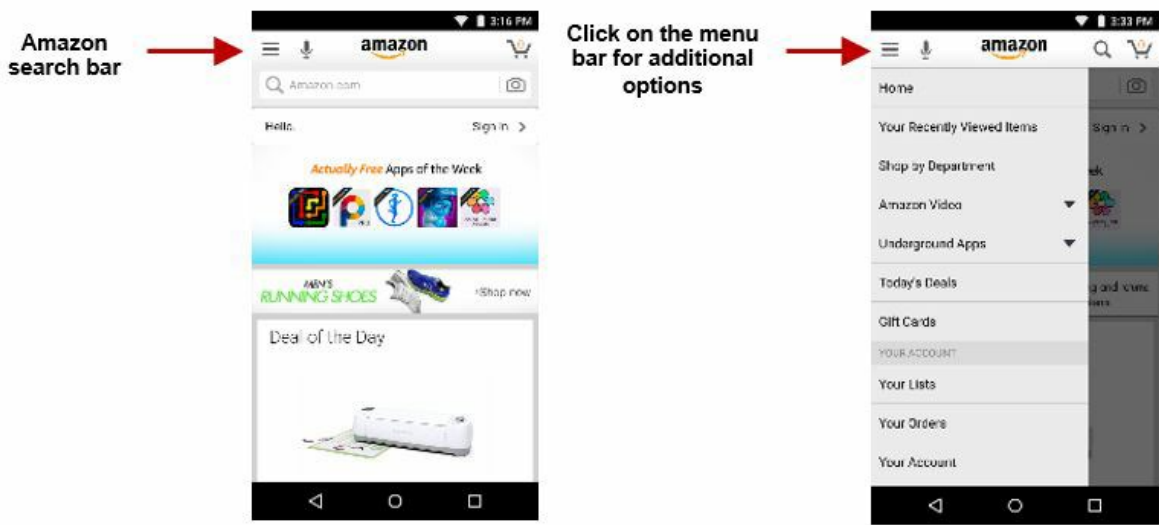 Amazon
search bar
3:16 PM
amazon
0
Amazon.com
Hello.
Sign in >
Actually Free Apps of the Week
MEN'S
RUNNING SHOES
Shop now
Deal of the Day
Click on the menu
bar for additional
options
3:33 PM
amazon
0
Home
Your Recently Viewed Items
Sign in >
Shop by Department
Amazon Video
Underground Apps
Today's Deals
Gift Cards
YOUR ACCOUNT
Your Lists
Your Orders
Your Account